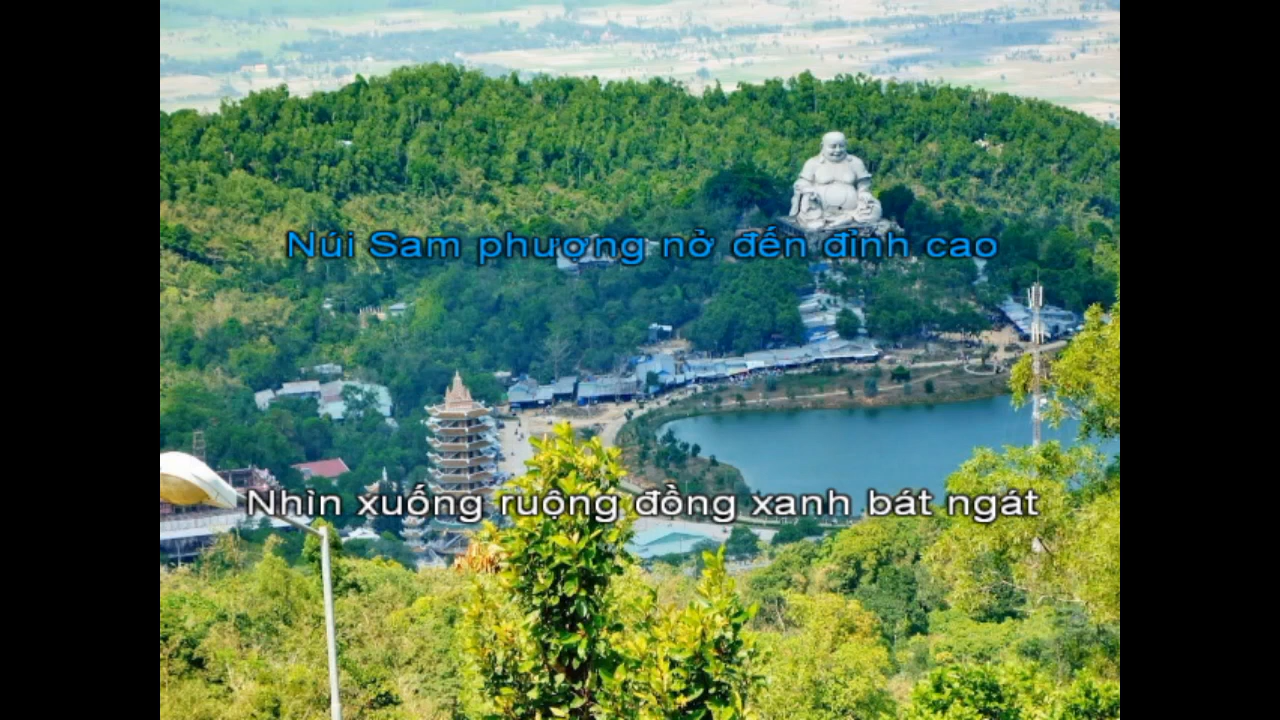 Núi Sam phượng nở đến đỉnh cao
Nhìn xuống ruộng đồng xanh bát ngát